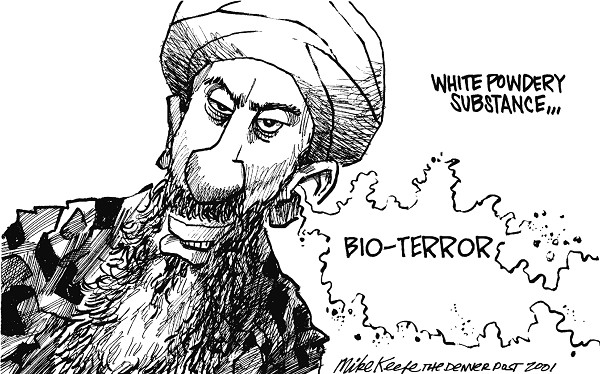 WHITE POWDERY
SUBSTANCE,,,
BIO-TERROR
Mike Keefe THE DENVER POST 2001